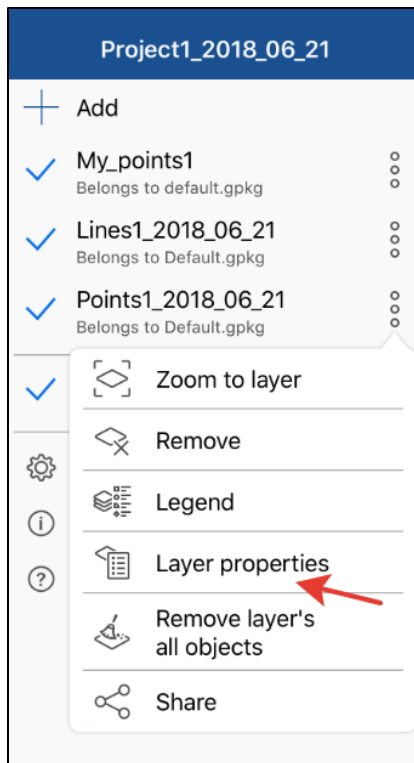 Project1_2018_06_21
Add
My_points1
Belongs to default.gpkg
Lines1_2018_06_21
Belongs to Default.gpkg
Points1_2018_06_21
Belongs to Default.gpkg
Zoom to layer
Remove
Legend
Layer properties
Remove layer's
all objects
Share